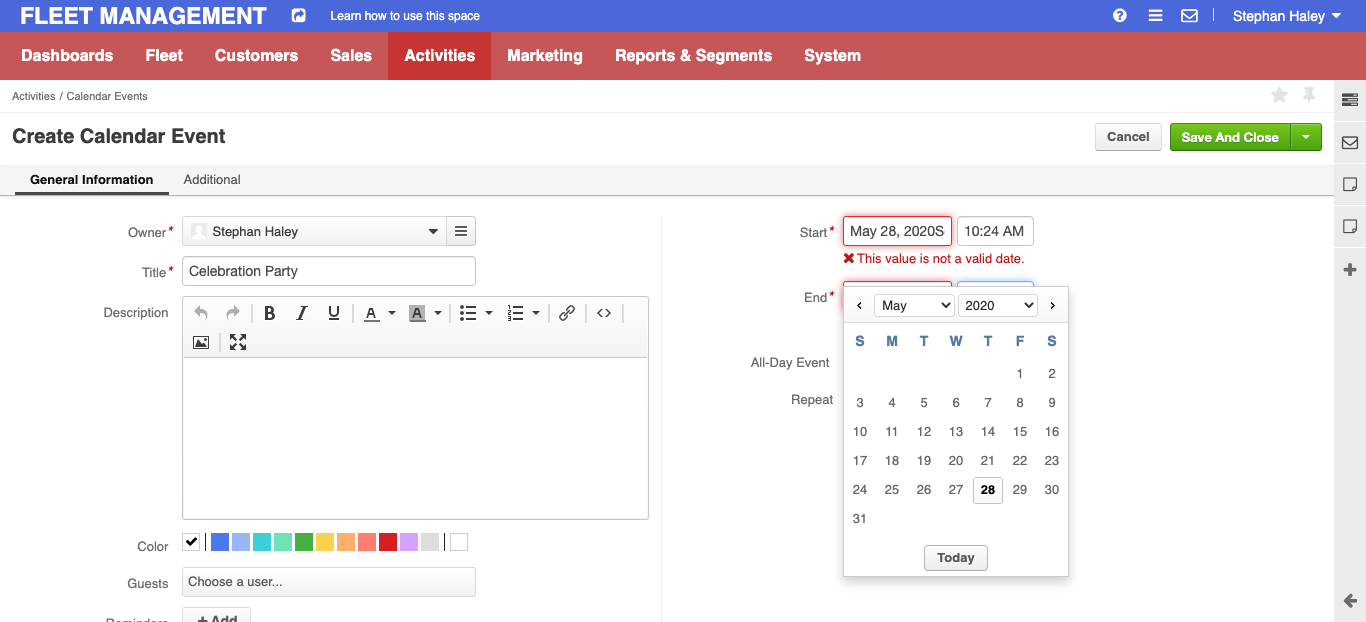 FLEET MANAGEMENT Learn how to use this space Stephan Haley
Dashboards Fleet Customers Sales Activities Marketing Reports & Segments System
Activities / Calendar Events
Create Calendar Event Cancel Save And Close
General Information Additional
Owner* Stephan Haley
Title* Celebration Party
Description
B I U A A
Color
Guests Choose a user...
Reminders + Add
Start* May 28, 2020S 10:24 AM
This value is not a valid date.
End*
May 2020
S M T W T F S
1 2
3 4 5 6 7 8 9
10 11 12 13 14 15 16
17 18 19 20 21 22 23
24 25 26 27 28 29 30
31
Today
All-Day Event
Repeat